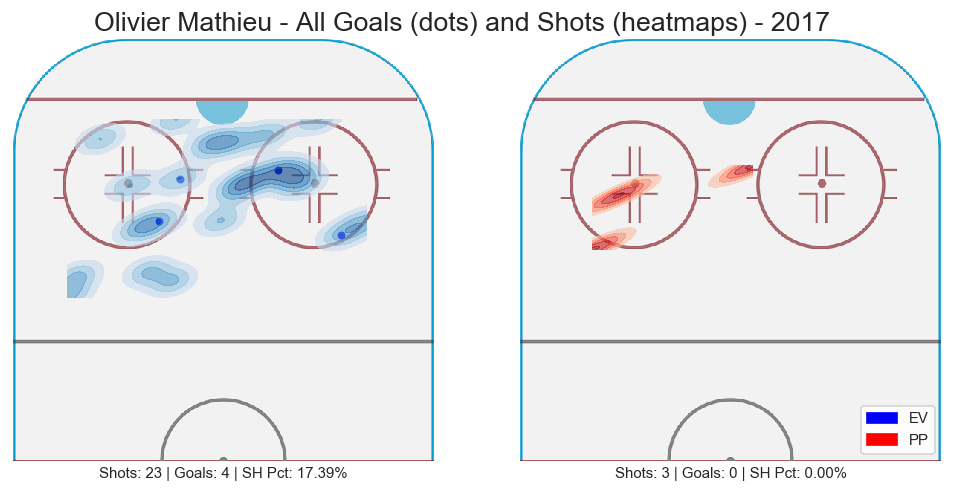 Olivier Mathieu - All Goals (dots) and Shots (heatmaps) - 2017
EV
PP
Shots: 23 | Goals: 4 | SH Pct: 17.39%
Shots: 3 | Goals: 0 | SH Pct: 0.00%